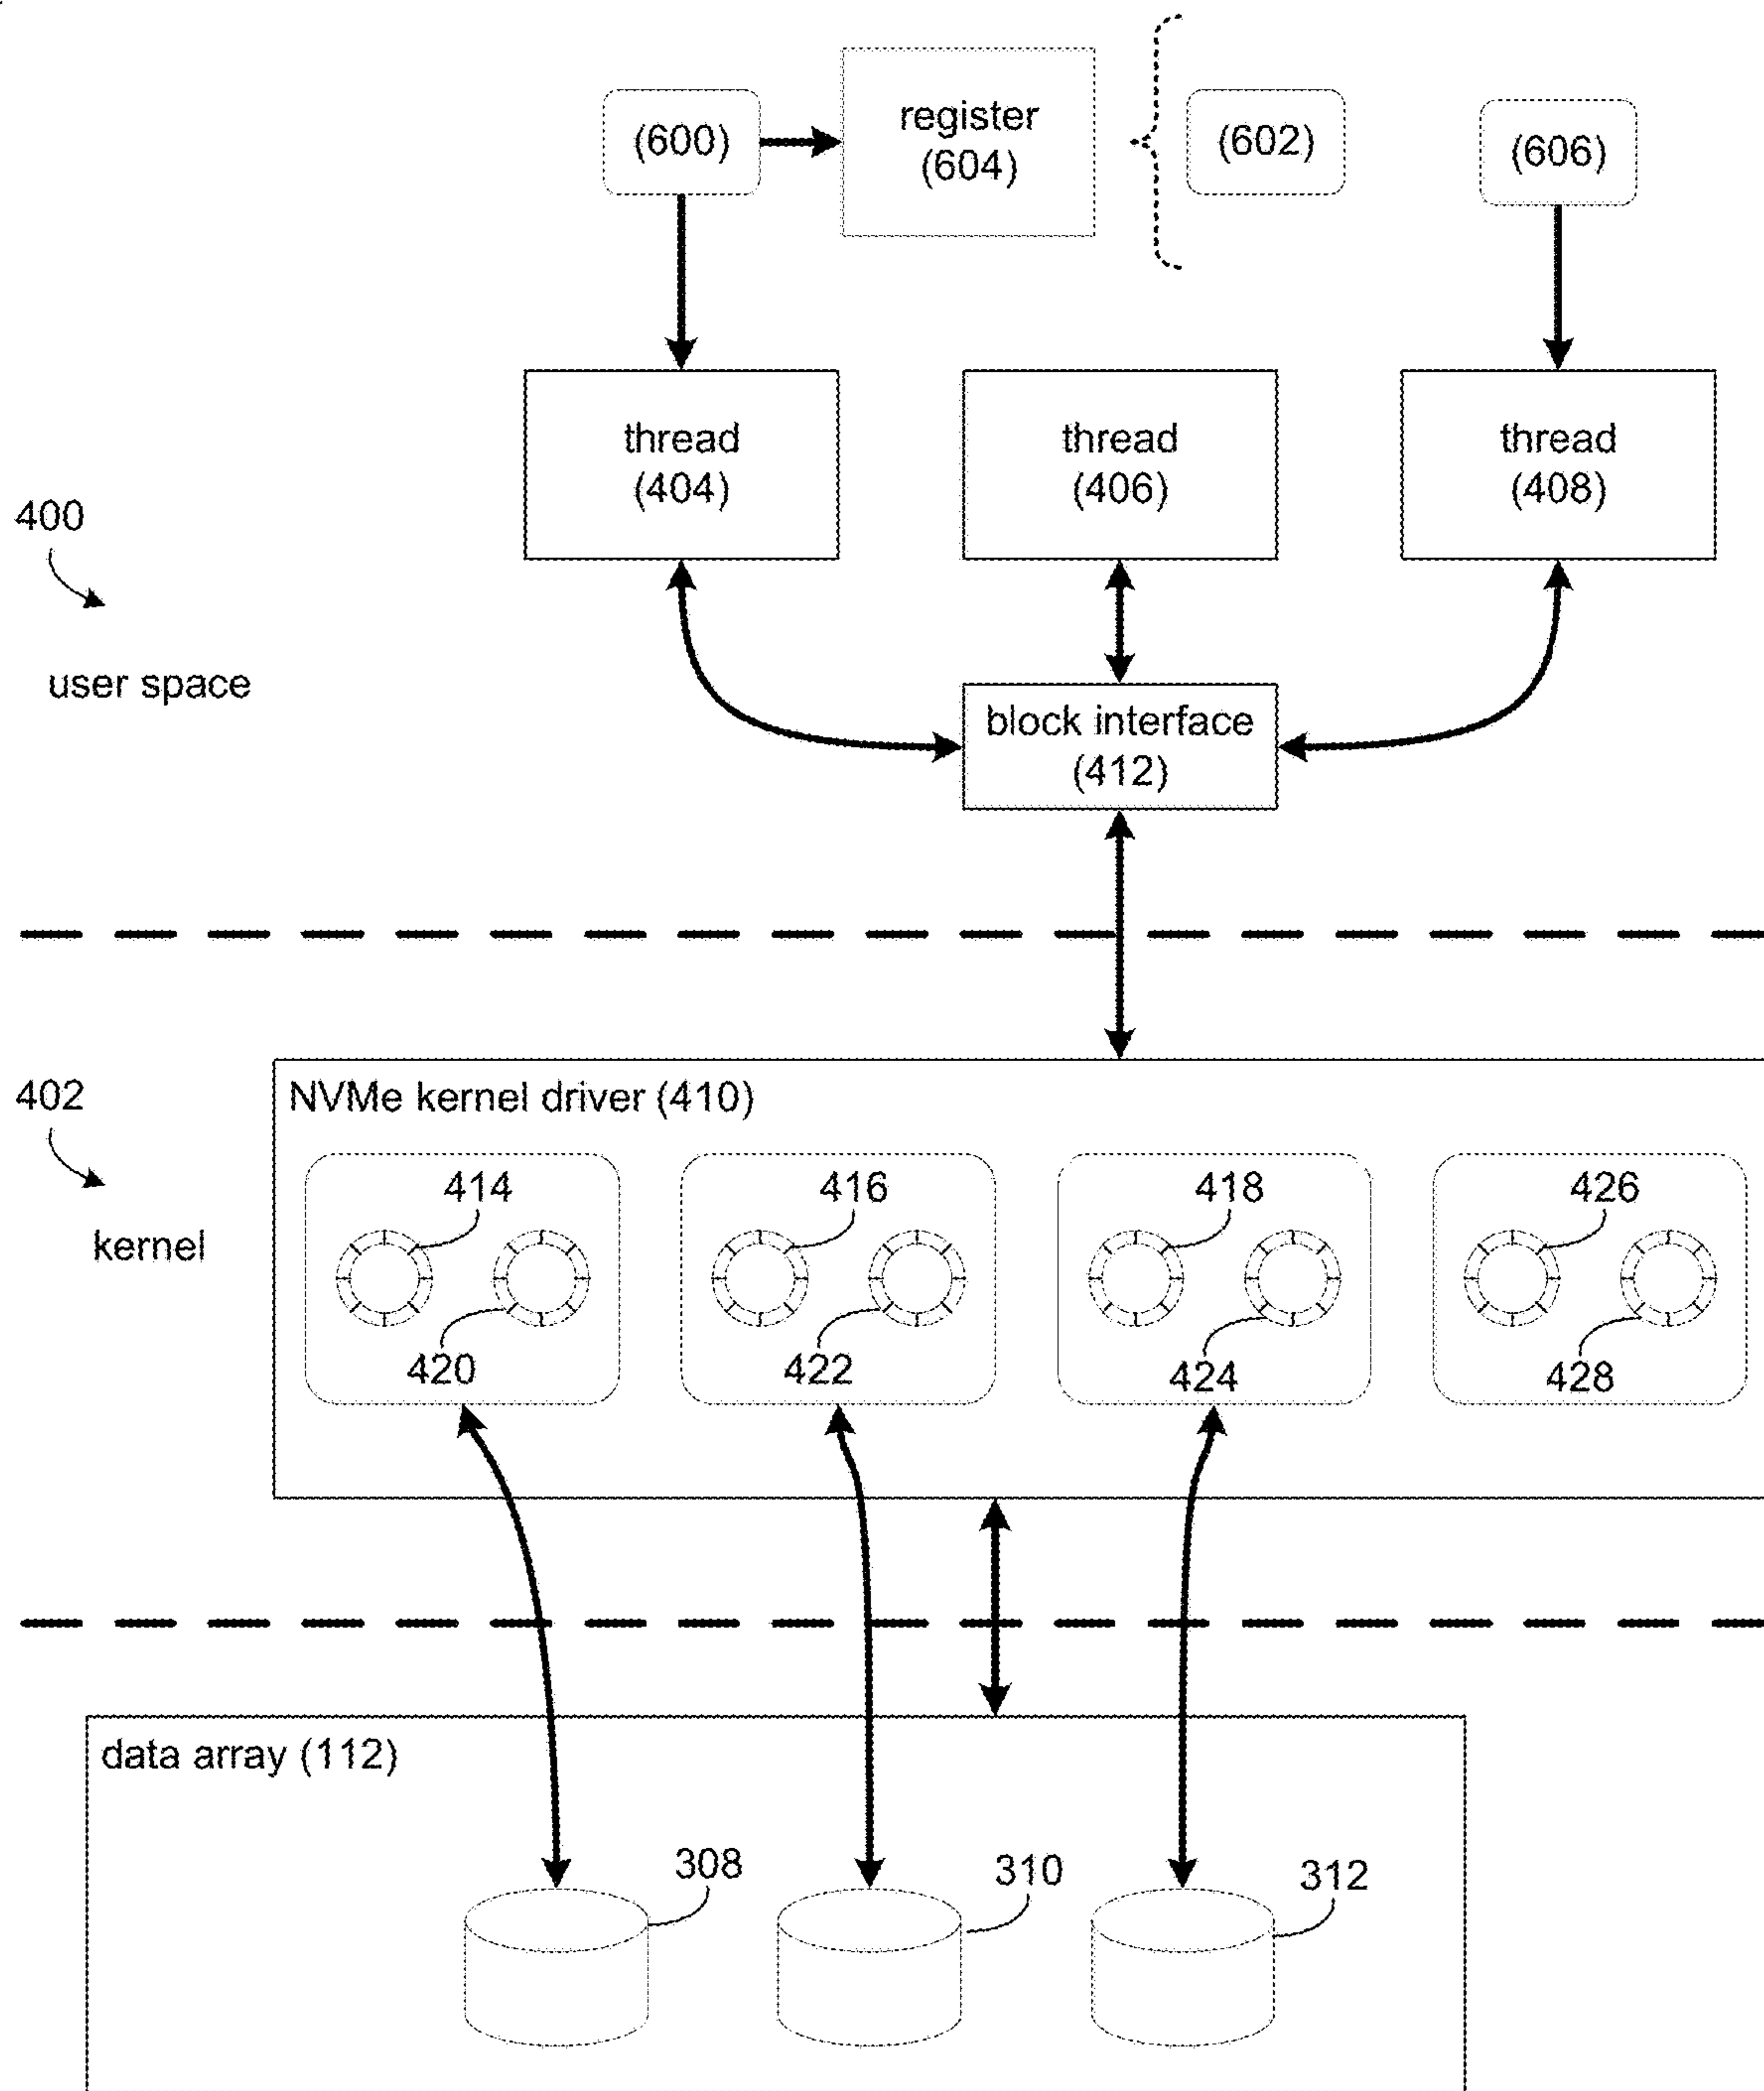 (600)
register
(604)
(602)
(606)
thread
(404)
thread
(406)
thread
(408)
400
user space
block interface
(412)
402
kernel
NVMe kernel driver (410)
414
416
418
426
420
422
424
428
data array (112)
308
310
312